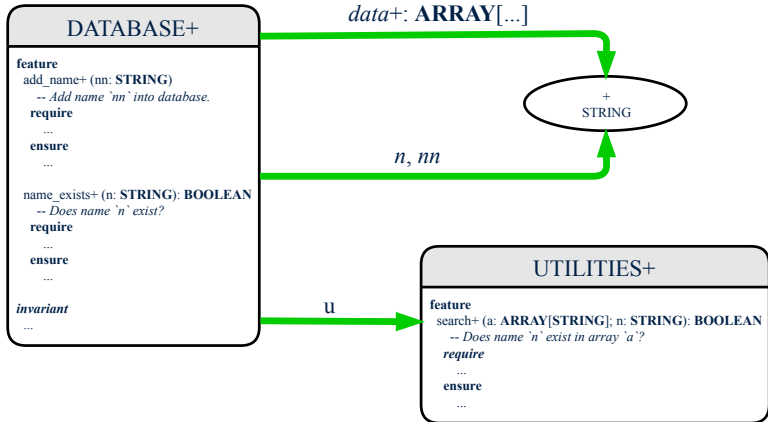 DATABASE+
feature
add_name+ (nn: STRING)
-- Add name `nn` into database.
require
...
ensure
...
name_exists+ (n: STRING): BOOLEAN
-- Does name `n` exist?
require
...
ensure
...
invariant
...
data+: ARRAY[...]
+
STRING
n, nn
u
UTILITIES+
feature
search+ (a: ARRAY[STRING]; n: STRING): BOOLEAN
-- Does name `n` exist in array `a`?
require
...
ensure
...